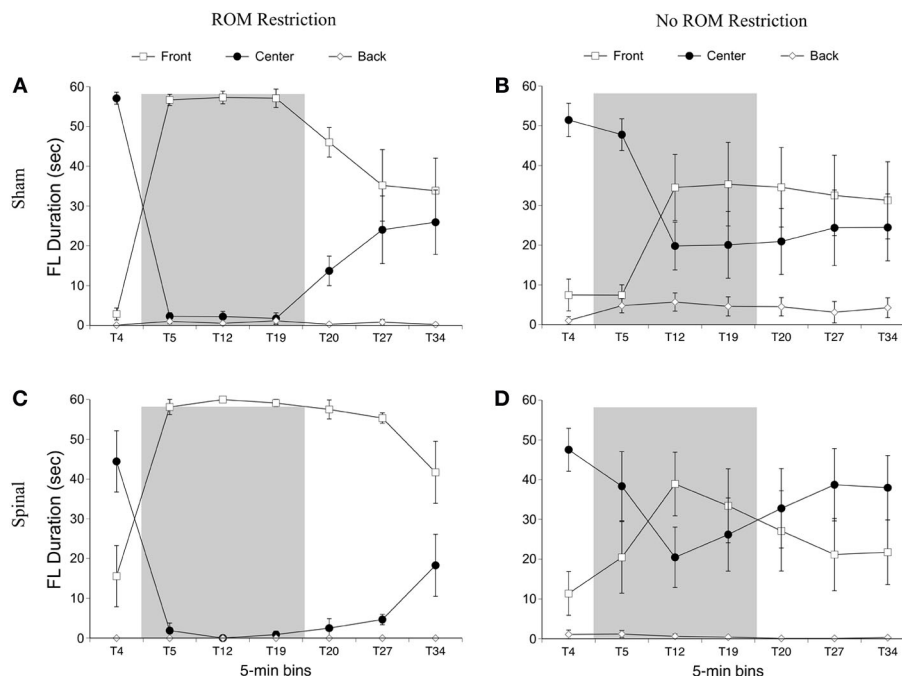 ROM Restriction
No ROM Restriction
Front Center Back
Front Center Back
A
60
50
40
30
20
10
0
FL Duration (sec)
Sham
T4 T5 T12 T19 T20 T27 T34
B
60
50
40
30
20
10
0
T4 T5 T12 T19 T20 T27 T34
C
60
50
40
30
20
10
0
FL Duration (sec)
Spinal
T4 T5 T12 T19 T20 T27 T34
5-min bins
D
60
50
40
30
20
10
0
T4 T5 T12 T19 T20 T27 T34
5-min bins